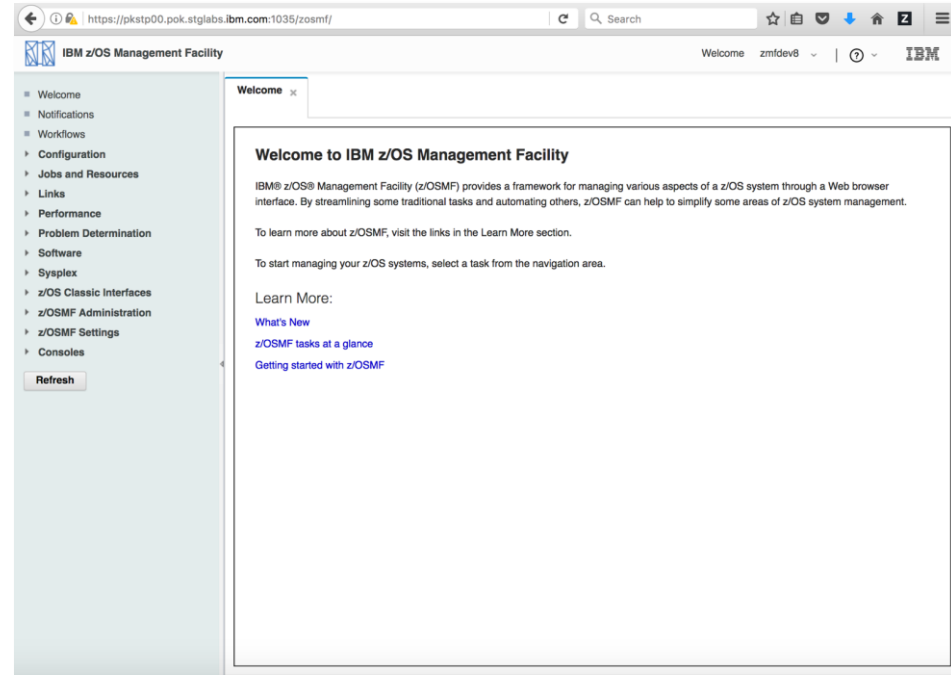 https://pkstp00.pok.stglabs.ibm.com:1035/zosmf/
Search
Z
IBM z/OS Management Facility
Welcome zmfdev8
?
IBM
Welcome
Notifications
Workflows
Configuration
Jobs and Resources
Links
Performance
Problem Determination
Software
Sysplex
z/OS Classic Interfaces
z/OSMF Administration
z/OSMF Settings
Consoles
Refresh
Welcome x
Welcome to IBM z/OS Management Facility
IBM® z/OS® Management Facility (z/OSMF) provides a framework for managing various aspects of a z/OS system through a Web browser
interface. By streamlining some traditional tasks and automating others, z/OSMF can help to simplify some areas of z/OS system management.
To learn more about z/OSMF, visit the links in the Learn More section.
To start managing your z/OS systems, select a task from the navigation area.
Learn More:
What's New
z/OSMF tasks at a glance
Getting started with z/OSMF